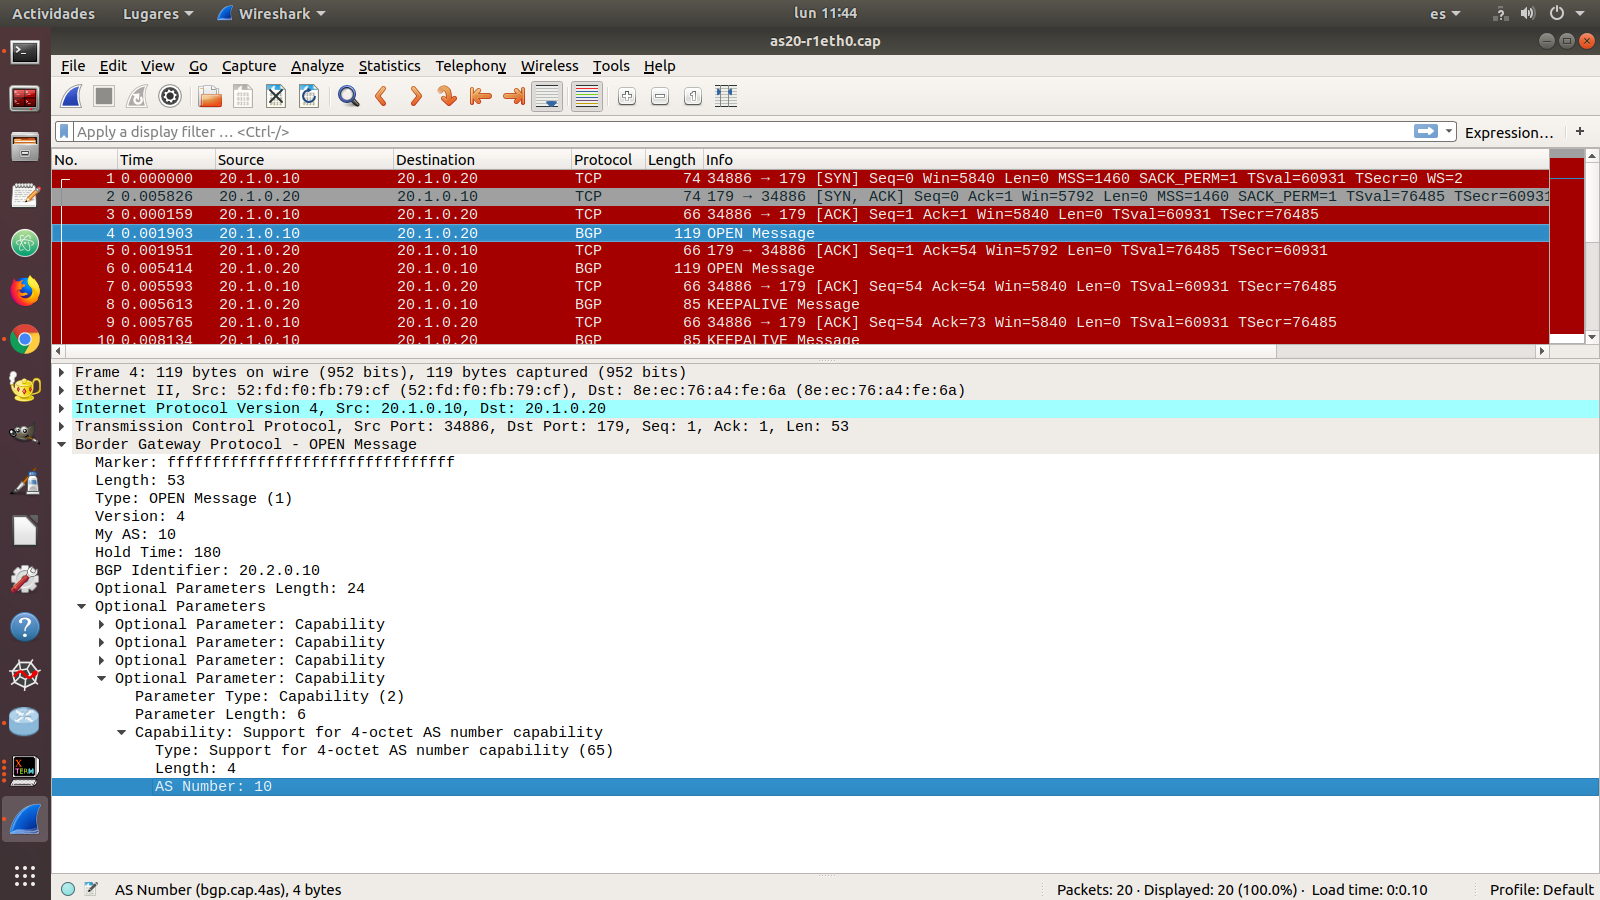 Actividades Lugares Wireshark lun 11:44 es
as20-r1eth0.cap
File Edit View Go Capture Analyze Statistics Telephony Wireless Tools Help
Apply a display filter … <Ctrl-/> Expression… +
No. Time Source Destination Protocol Length Info
1 0.000000 20.1.0.10 20.1.0.20 TCP 74 34886 → 179 [SYN] Seq=0 Win=5840 Len=0 MSS=1460 SACK_PERM=1 TSval=60931 TSecr=0 WS=2
2 0.005826 20.1.0.20 20.1.0.10 TCP 74 179 → 34886 [SYN, ACK] Seq=0 Ack=1 Win=5792 Len=0 MSS=1460 SACK_PERM=1 TSval=76485 TSecr=60931
3 0.000159 20.1.0.10 20.1.0.20 TCP 66 34886 → 179 [ACK] Seq=1 Ack=1 Win=5840 Len=0 TSval=60931 TSecr=76485
4 0.001903 20.1.0.10 20.1.0.20 BGP 119 OPEN Message
5 0.001951 20.1.0.20 20.1.0.10 TCP 66 179 → 34886 [ACK] Seq=1 Ack=54 Win=5792 Len=0 TSval=76485 TSecr=60931
6 0.005414 20.1.0.20 20.1.0.10 BGP 119 OPEN Message
7 0.005593 20.1.0.10 20.1.0.20 TCP 66 34886 → 179 [ACK] Seq=54 Ack=54 Win=5840 Len=0 TSval=60931 TSecr=76485
8 0.005613 20.1.0.20 20.1.0.10 BGP 85 KEEPALIVE Message
9 0.005765 20.1.0.10 20.1.0.20 TCP 66 34886 → 179 [ACK] Seq=54 Ack=73 Win=5840 Len=0 TSval=60931 TSecr=76485
10 0.008134 20.1.0.10 20.1.0.20 BGP 85 KEEPALIVE Message
Frame 4: 119 bytes on wire (952 bits), 119 bytes captured (952 bits)
Ethernet II, Src: 52:fd:f0:fb:79:cf (52:fd:f0:fb:79:cf), Dst: 8e:ec:76:a4:fe:6a (8e:ec:76:a4:fe:6a)
Internet Protocol Version 4, Src: 20.1.0.10, Dst: 20.1.0.20
Transmission Control Protocol, Src Port: 34886, Dst Port: 179, Seq: 1, Ack: 1, Len: 53
Border Gateway Protocol - OPEN Message
Marker: ffffffffffffffffffffffffffffffff
Length: 53
Type: OPEN Message (1)
Version: 4
My AS: 10
Hold Time: 180
BGP Identifier: 20.2.0.10
Optional Parameters Length: 24
Optional Parameters
Optional Parameter: Capability
Optional Parameter: Capability
Optional Parameter: Capability
Optional Parameter: Capability
Parameter Type: Capability (2)
Parameter Length: 6
Capability: Support for 4-octet AS number capability
Type: Support for 4-octet AS number capability (65)
Length: 4
AS Number: 10
AS Number (bgp.cap.4as), 4 bytes Packets: 20 · Displayed: 20 (100.0%) · Load time: 0:0.10 Profile: Default